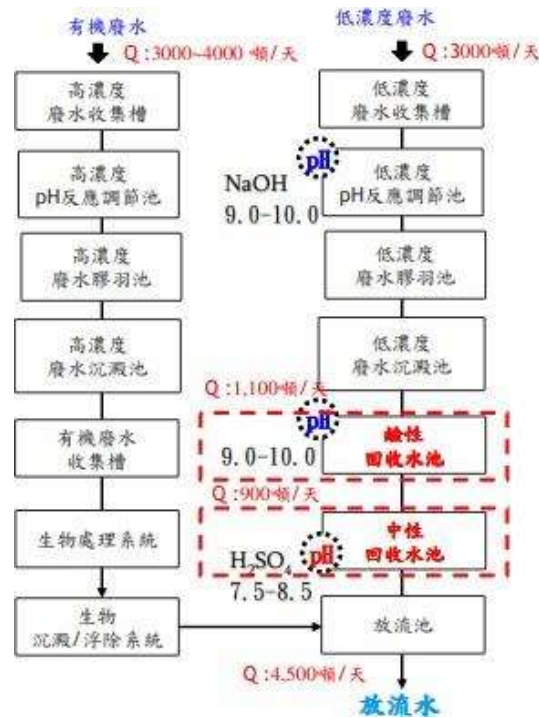 有機廢水
Q:3000~4000 噸/天
高濃度
廢水收集槽
高濃度
pH反應調節池
高濃度
廢水膠羽池
高濃度
廢水沉澱池
有機廢水
收集槽
生物處理系統
生物
沉澱/浮除系統
低濃度廢水
Q:3000噸/天
低濃度
廢水收集槽
pH
NaOH
9.0-10.0
低濃度
pH反應調節池
低濃度
廢水膠羽池
低濃度
廢水沉澱池
Q:1,100噸/天
pH
9.0-10.0
鹼性
回收水池
Q:900噸/天
中性
回收水池
H₂SO₄
pH
7.5-8.5
放流池
Q:4,500噸/天
放流水